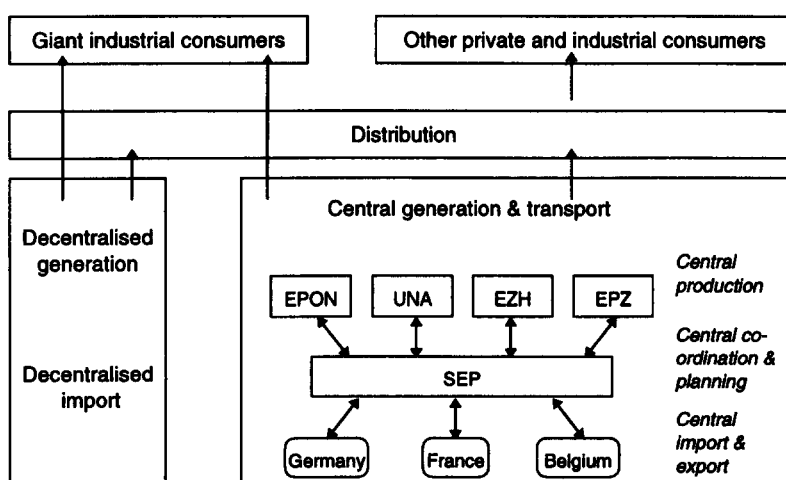 Giant industrial consumers
Other private and industrial consumers
Distribution
Decentralised
generation
Decentralised
import
Central generation & transport
EPON
UNA
EZH
EPZ
Central
production
SEP
Central co-
ordination &
planning
Germany
France
Belgium
Central
import &
export